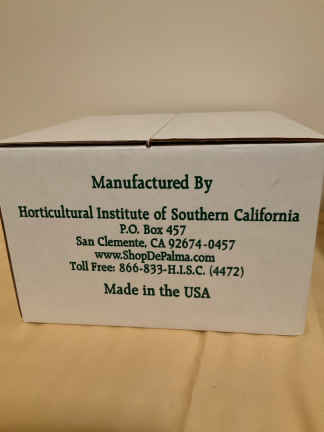 Manufactured By
Horticultural Institute of Southern California
P.O. Box 457
San Clemente, CA 92674-0457
www.ShopDePalma.com
Toll Free: 866-833-H.I.S.C. (4472)
Made in the USA